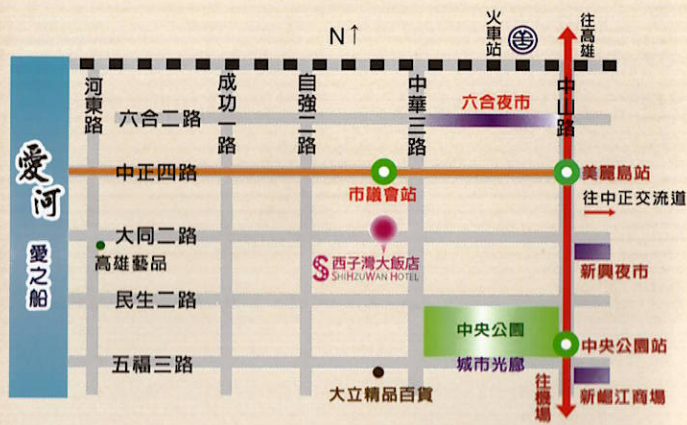 N↑
火車站
往高雄
河東路
成功一路
自強二路
中華三路
中山路
六合二路
六合夜市
愛河
愛之船
中正四路
市議會站
美麗島站
往中正交流道
大同二路
高雄藝品
西子灣大飯店
SHIHZUWAN HOTEL
新興夜市
民生二路
中央公園
中央公園站
城市光廊
五福三路
大立精品百貨
往機場
新崛江商場